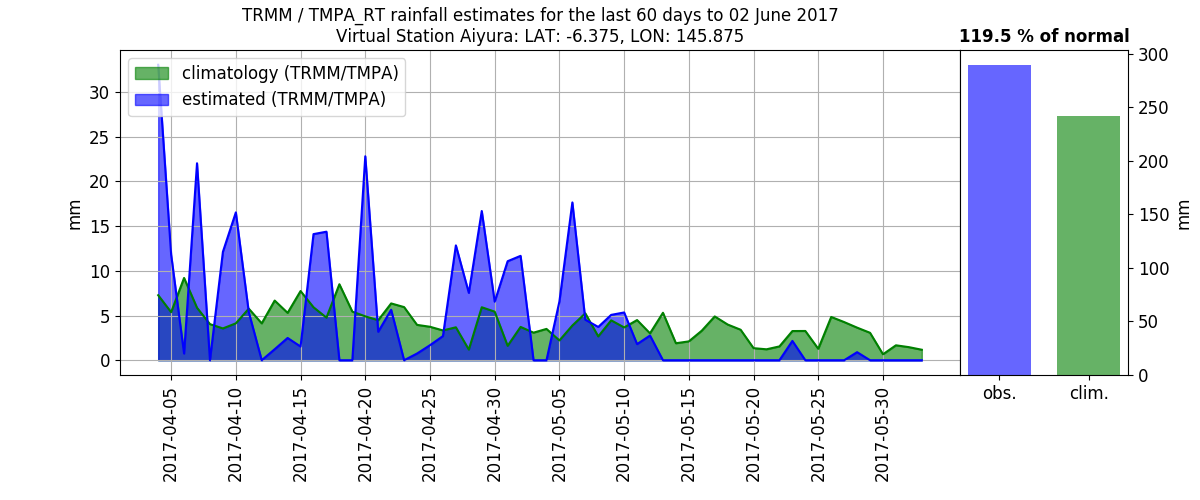 TRMM / TMPA_RT rainfall estimates for the last 60 days to 02 June 2017
Virtual Station Aiyura: LAT: -6.375, LON: 145.875
119.5 % of normal
climatology (TRMM/TMPA)
estimated (TRMM/TMPA)
mm
30
25
20
15
10
5
0
2017-04-05
2017-04-10
2017-04-15
2017-04-20
2017-04-25
2017-04-30
2017-05-05
2017-05-10
2017-05-15
2017-05-20
2017-05-25
2017-05-30
300
250
200
150
100
50
0
mm
obs.
clim.